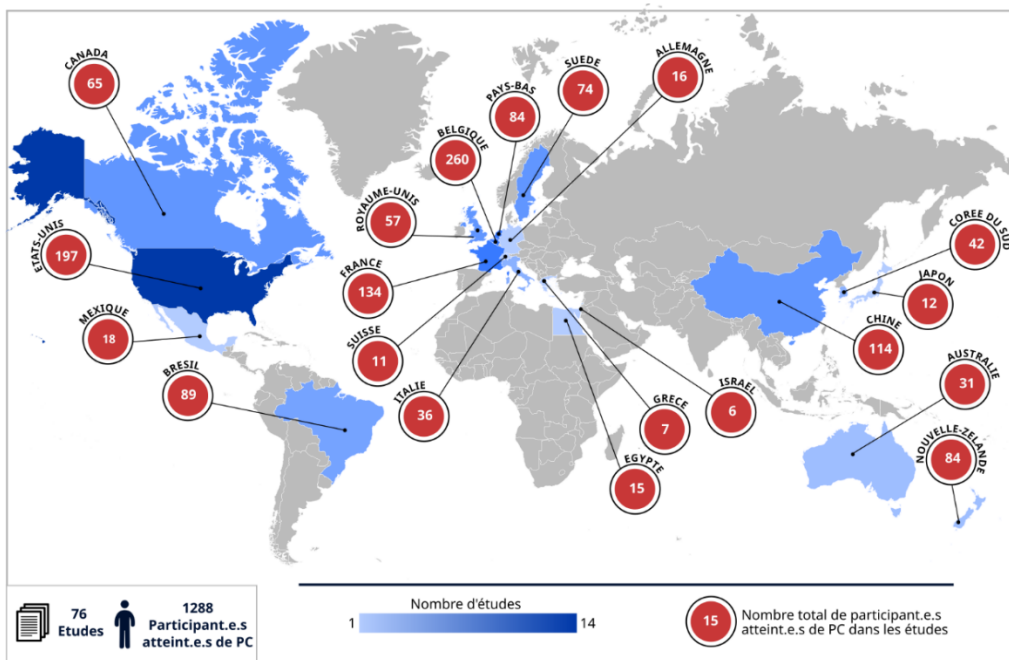 CANADA
65
ETATS-UNIS
197
MEXIQUE
18
BRESIL
89
ROYAUME-UNIS
57
FRANCE
134
SUISSE
11
ITALIE
36
BELGIQUE
260
PAYS-BAS
84
SUEDE
74
ALLEMAGNE
16
EGYPTE
15
GRECE
7
ISRAEL
6
COREE DU SUD
42
JAPON
12
CHINE
114
AUSTRALIE
31
NOUVELLE-ZELANDE
84
76
Etudes
1288
Participant.e.s
atteint.e.s de PC
Nombre d'études
1
14
15
Nombre total de participant.e.s
atteint.e.s de PC dans les études